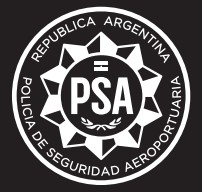 REPUBLICA ARGENTINA
PSA
POLICIA DE SEGURIDAD AEROPORTUARIA